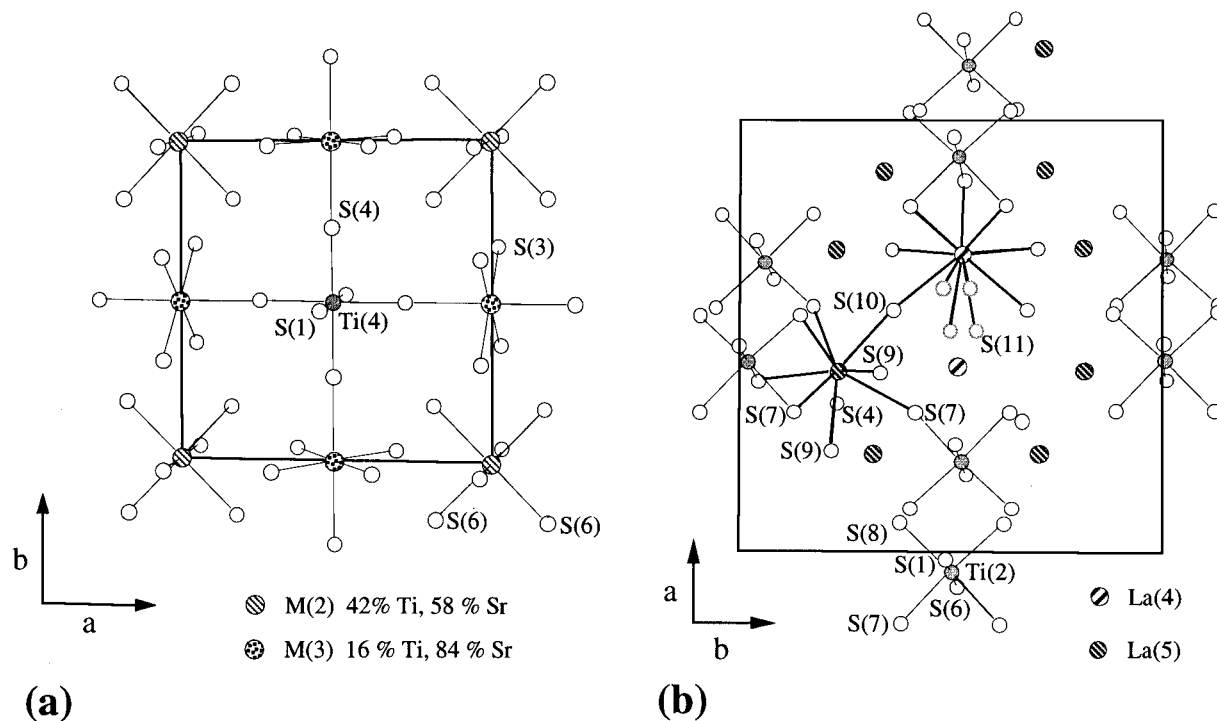 S(4)
S(3)
S(1)
Ti(4)
S(6)
S(6)
b
a
M(2) 42% Ti, 58 % Sr
M(3) 16 % Ti, 84 % Sr
(a)
S(10)
S(11)
S(9)
S(7)
S(4)
S(7)
S(9)
S(8)
S(1)
Ti(2)
S(6)
S(7)
a
b
La(4)
La(5)
(b)